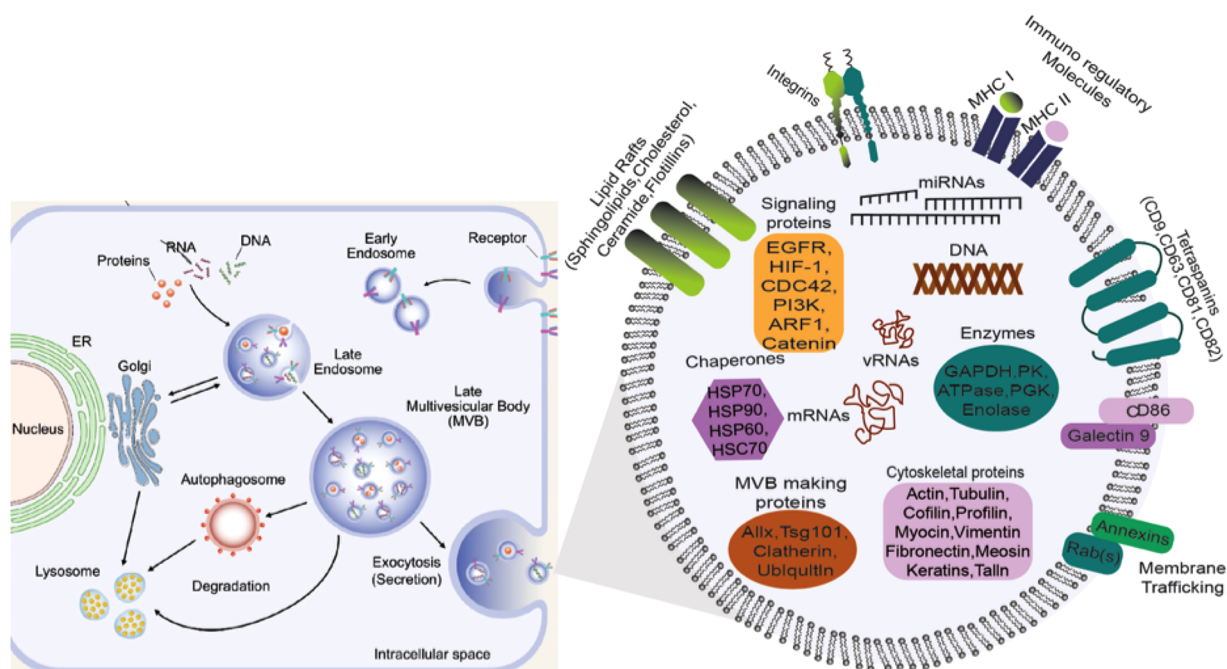 Proteins
RNA
DNA
Early
Endosome
Receptor
ER
Golgi
Late
Endosome
Late
Multivesicular Body
(MVB)
Nucleus
Autophagosome
Lysosome
Degradation
Exocytosis
(Secretion)
Intracellular space
Lipid Rafts
(Sphingolipids,Cholesterol,
Ceramide,Flotillins)
Integrins
MHC I
MHC II
Immuno regulatory
Molecules
Signaling
proteins
EGFR,
HIF-1,
CDC42,
PI3K,
ARF1,
Catenin
miRNAs
DNA
Tetraspanins
(CD9,CD63,CD81,CD82)
vRNAs
Enzymes
GAPDH,PK,
ATPase,PGK,
Enolase
Chaperones
HSP70,
HSP90,
HSP60,
HSC70
mRNAs
CD86
Galectin 9
MVB making
proteins
Allx,Tsg101,
Clatherin,
UbIquItIn
Cytoskeletal proteins
Actin,Tubulin,
Cofilin,Profilin,
Myocin,Vimentin
Fibronectin,Meosin
Keratins,Talln
Annexins
Rab(s)
Membrane
Trafficking